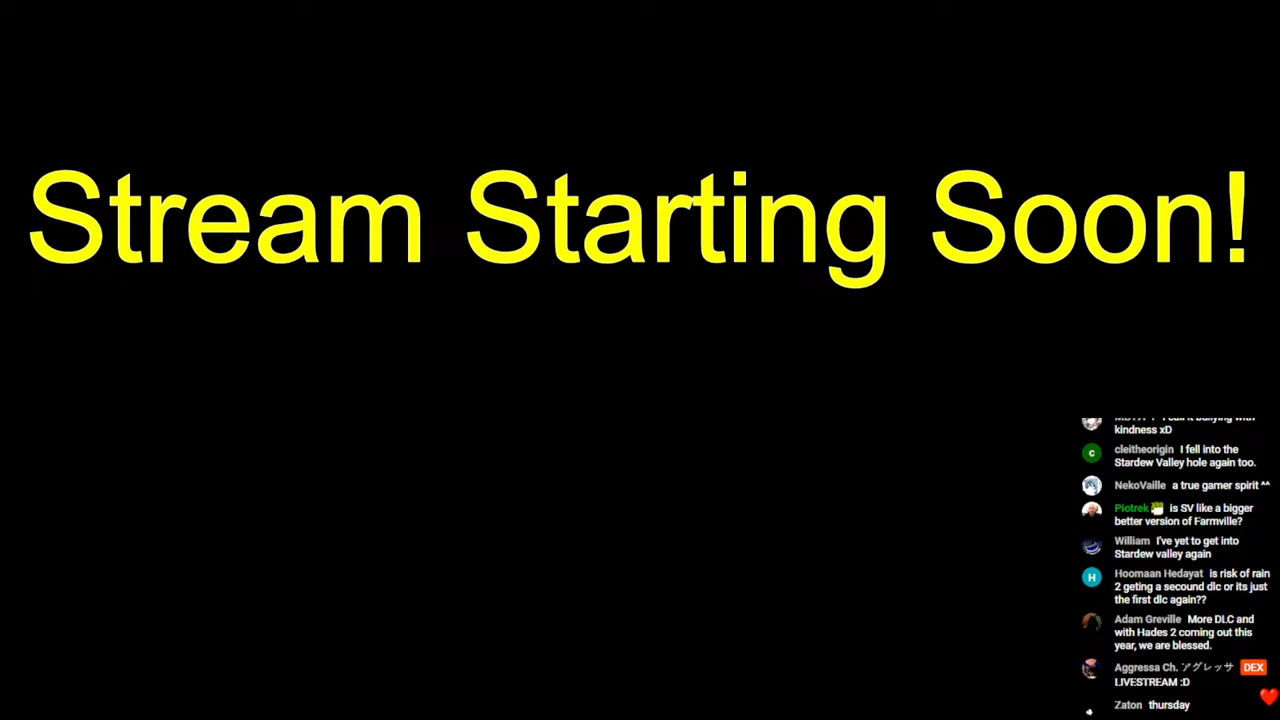 Stream Starting Soon!
kindness xD
cleitheorigin I fell into the
Stardew Valley hole again too.
NekoVaille a true gamer spirit ^^
Piotrek is SV like a bigger
better version of Farmville?
William I've yet to get into
Stardew valley again
Hoomaan Hedayat is risk of rain
2 geting a secound dlc or its just
the first dlc again??
Adam Greville More DLC and
with Hades 2 coming out this
year, we are blessed.
Aggressa Ch. アグレッサ DEX
LIVESTREAM :D
Zaton thursday